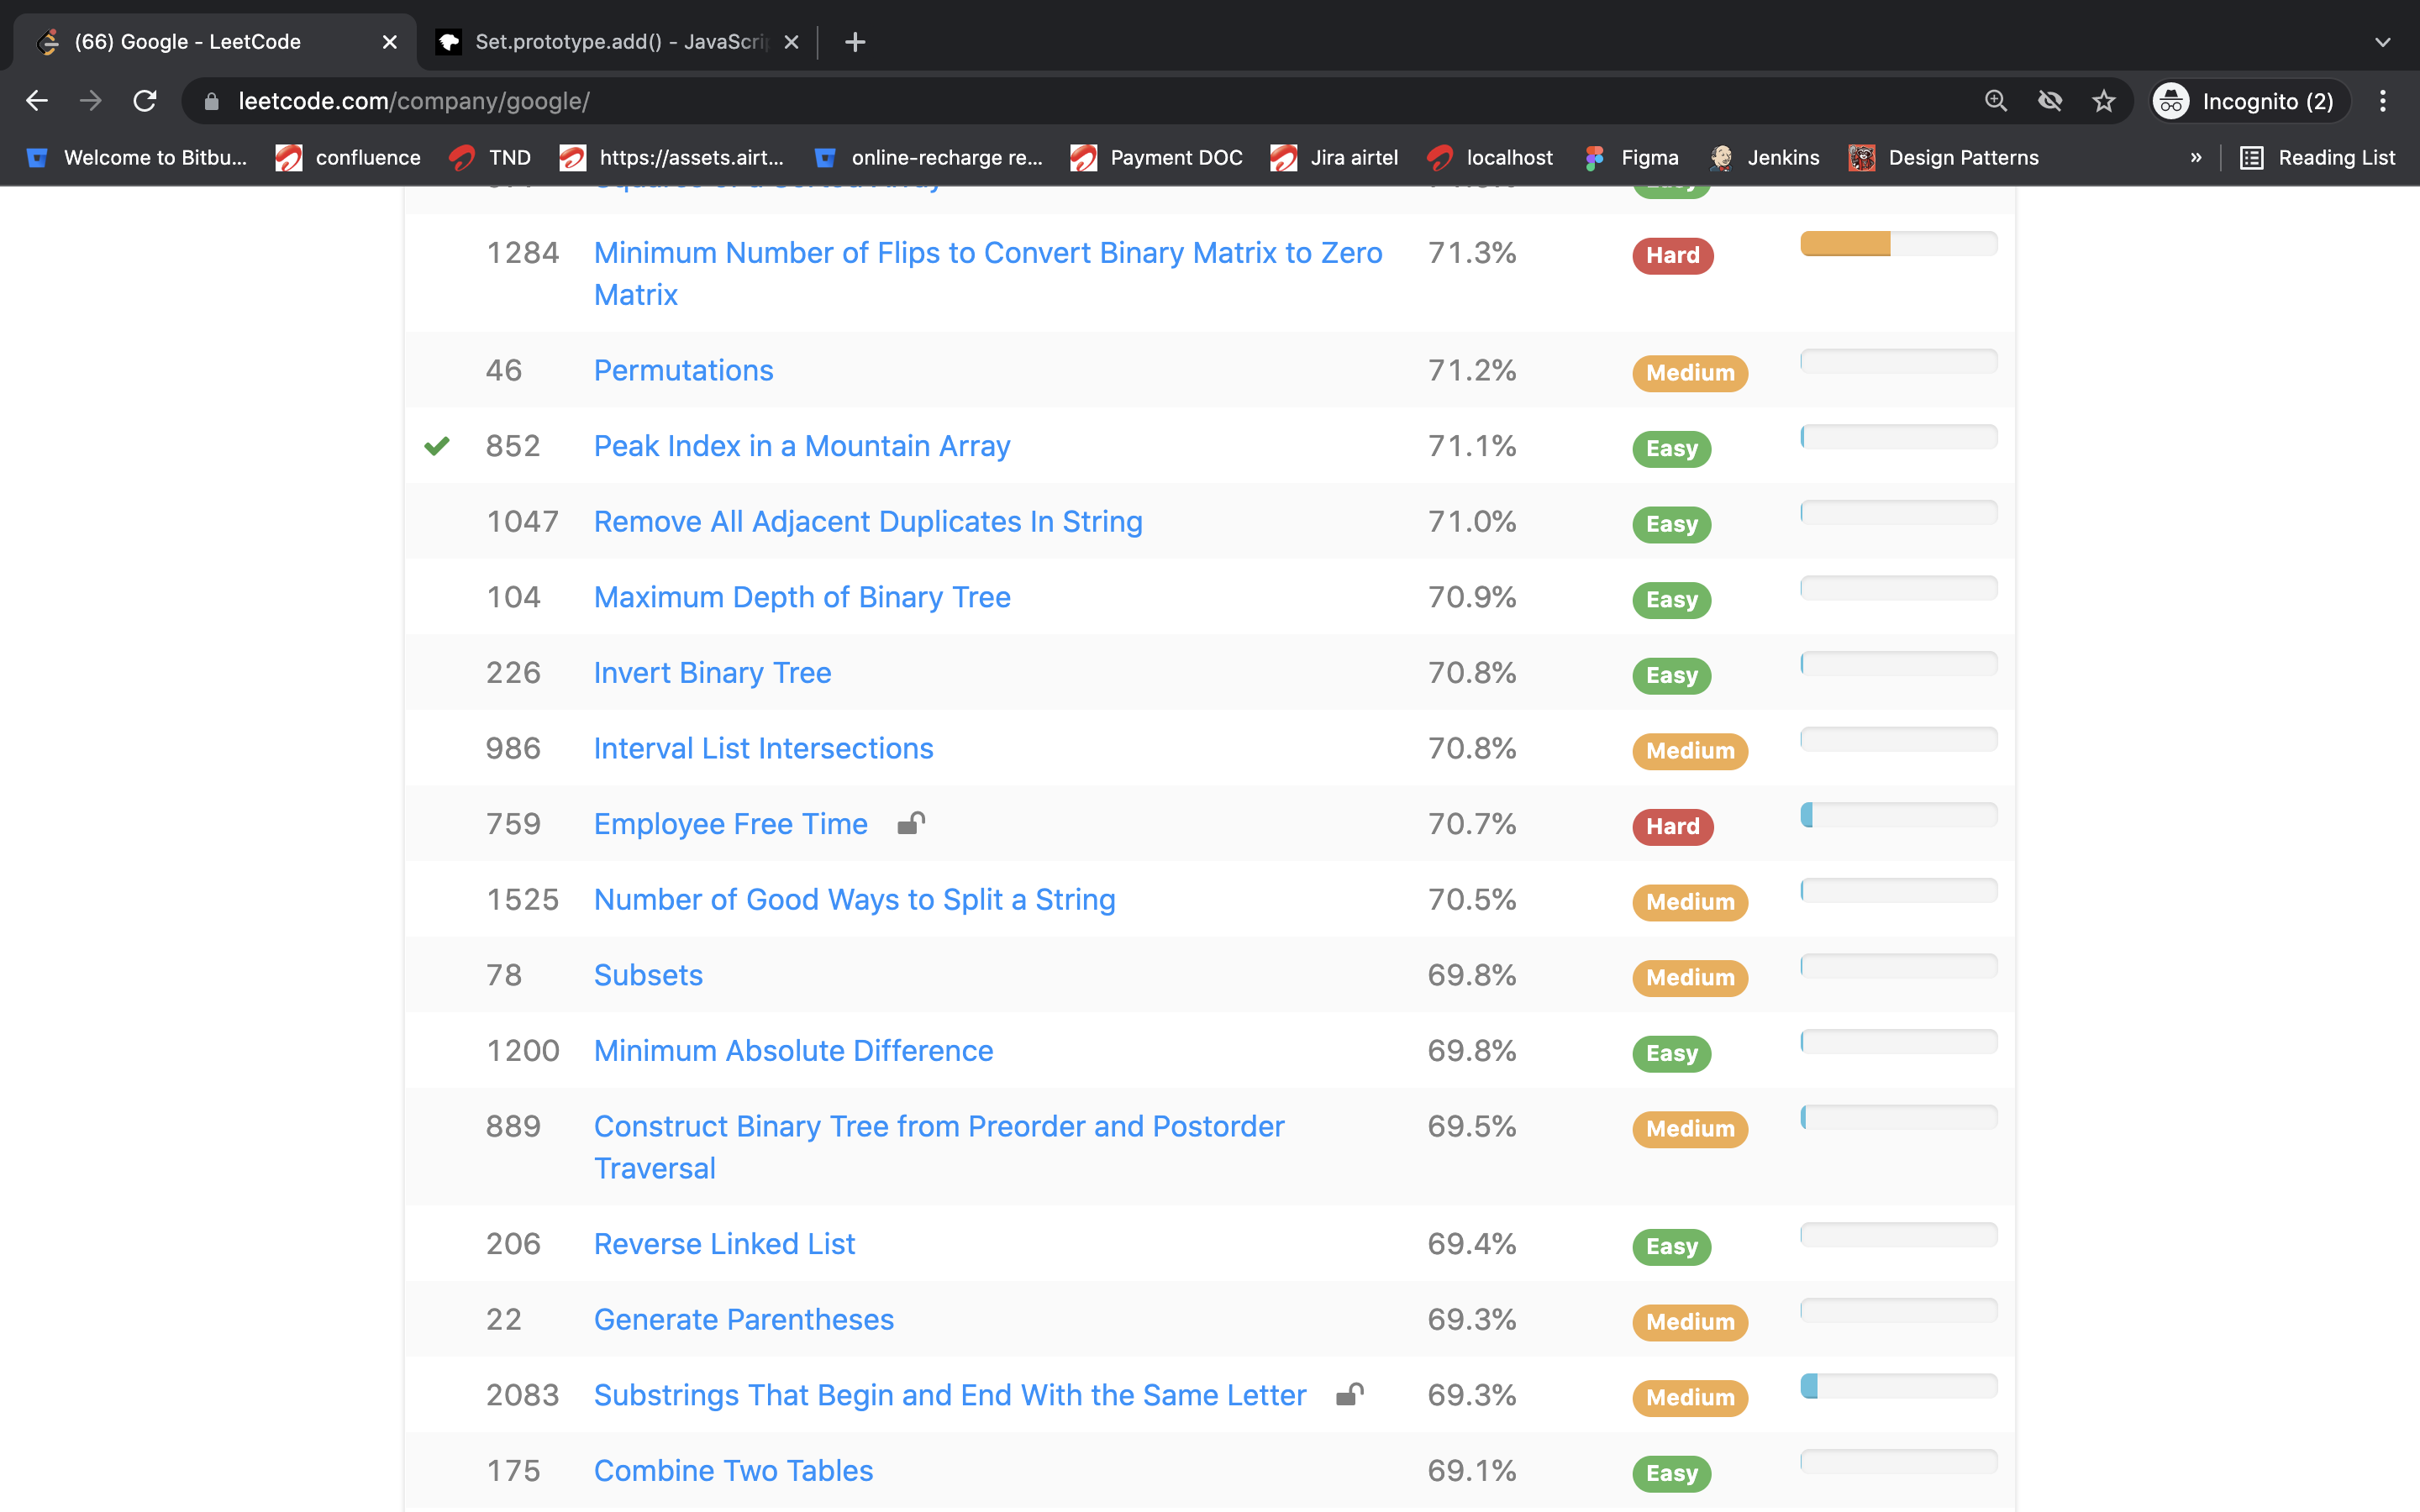 (66) Google - LeetCode
Set.prototype.add() - JavaScrip
leetcode.com/company/google/
Incognito (2)
Welcome to Bitbu...
confluence
TND
https://assets.airt...
online-recharge re...
Payment DOC
Jira airtel
localhost
Figma
Jenkins
Design Patterns
»
Reading List
Squares of a Sorted Array
Easy
1284 Minimum Number of Flips to Convert Binary Matrix to Zero 71.3% Hard
Matrix
46 Permutations 71.2% Medium
852 Peak Index in a Mountain Array 71.1% Easy
1047 Remove All Adjacent Duplicates In String 71.0% Easy
104 Maximum Depth of Binary Tree 70.9% Easy
226 Invert Binary Tree 70.8% Easy
986 Interval List Intersections 70.8% Medium
759 Employee Free Time 70.7% Hard
1525 Number of Good Ways to Split a String 70.5% Medium
78 Subsets 69.8% Medium
1200 Minimum Absolute Difference 69.8% Easy
889 Construct Binary Tree from Preorder and Postorder 69.5% Medium
Traversal
206 Reverse Linked List 69.4% Easy
22 Generate Parentheses 69.3% Medium
2083 Substrings That Begin and End With the Same Letter 69.3% Medium
175 Combine Two Tables 69.1% Easy